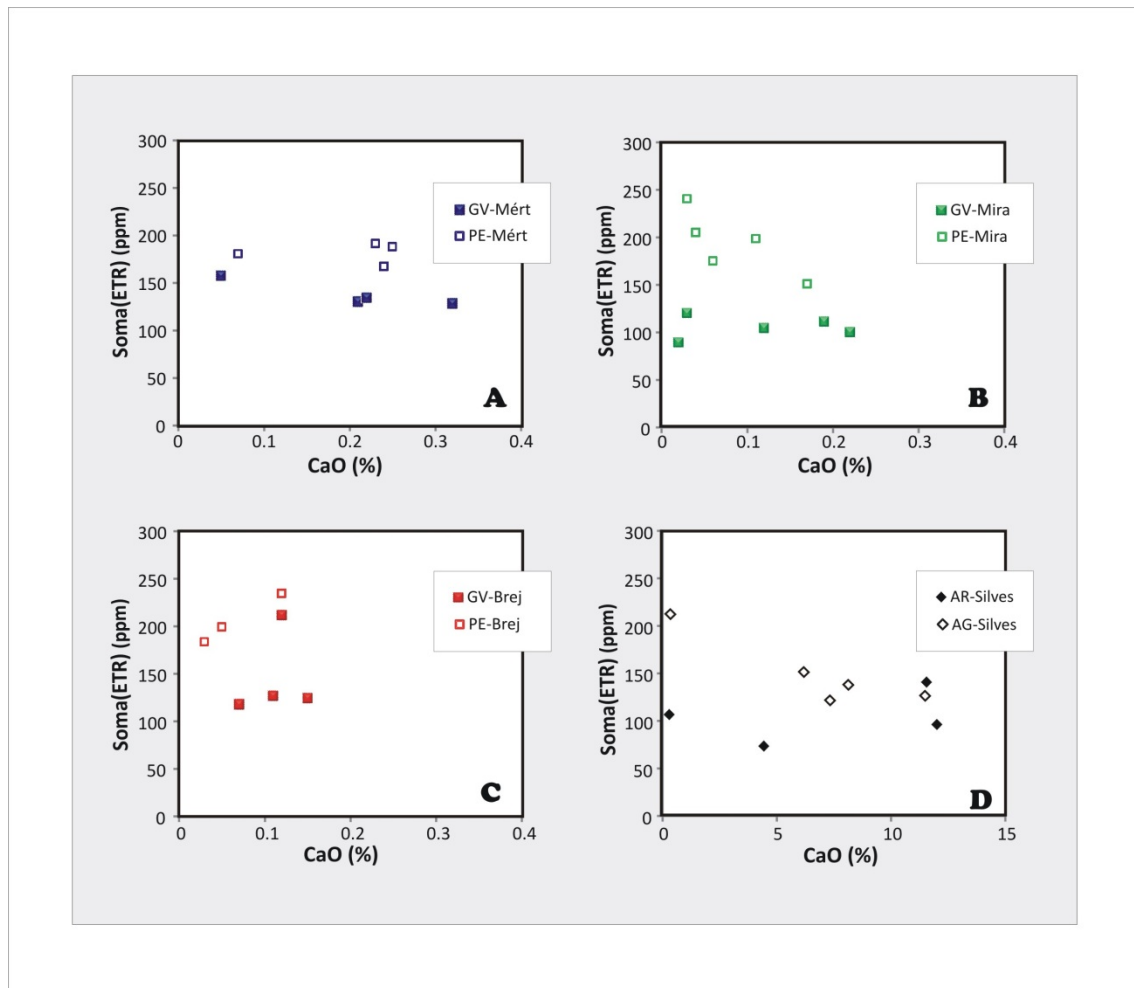 300
250
200
150
100
50
0
Soma(ETR) (ppm)
GV-Mért
PE-Mért
A
0 0.1 0.2 0.3 0.4
CaO (%)
300
250
200
150
100
50
0
Soma(ETR) (ppm)
GV-Mira
PE-Mira
B
0 0.1 0.2 0.3 0.4
CaO (%)
300
250
200
150
100
50
0
Soma(ETR) (ppm)
GV-Brej
PE-Brej
C
0 0.1 0.2 0.3 0.4
CaO (%)
300
250
200
150
100
50
0
Soma(ETR) (ppm)
AR-Silves
AG-Silves
D
0 5 10 15
CaO (%)